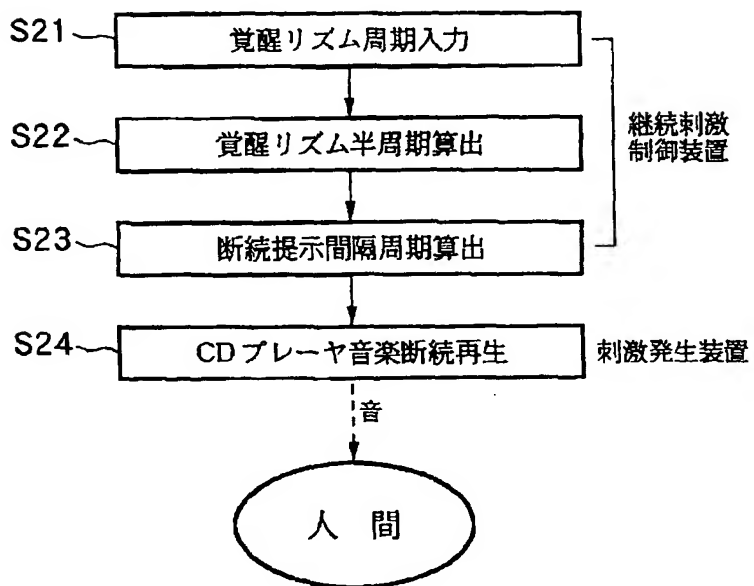 S21 覚醒リズム周期入力
S22 覚醒リズム半周期算出
継続刺激
制御装置
S23 断続提示間隔周期算出
S24 CDプレーヤ音楽断続再生 刺激発生装置
音
人 間